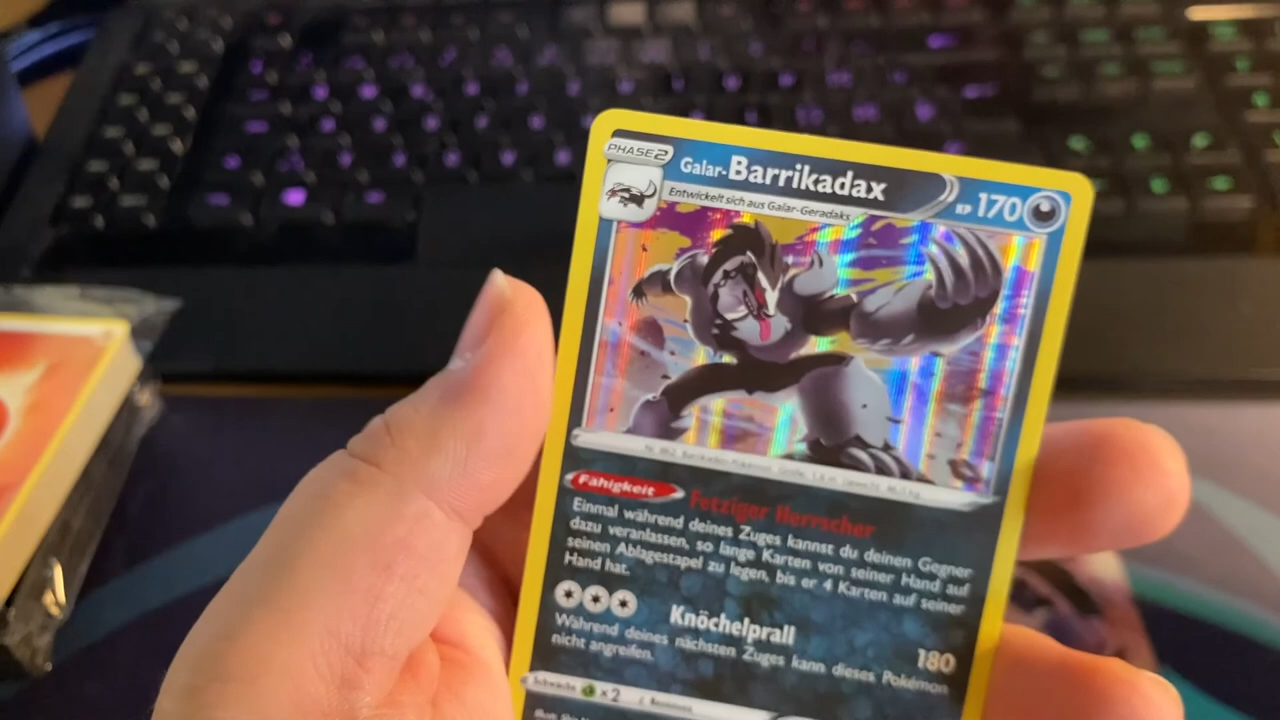 PHASE 2
Galar-Barrikadax
KP 170
Entwickelt sich aus Galar-Geradaks
Fähigkeit
Fetziger Herrscher
Einmal während deines Zuges kannst du deinen Gegner
dazu veranlassen, so lange Karten von seiner Hand auf
seinen Ablagestapel zu legen, bis er 4 Karten auf seiner
Hand hat.
Knöchelprall
180
Während deines nächsten Zuges kann dieses Pokémon
nicht angreifen.
Schwäche
x2